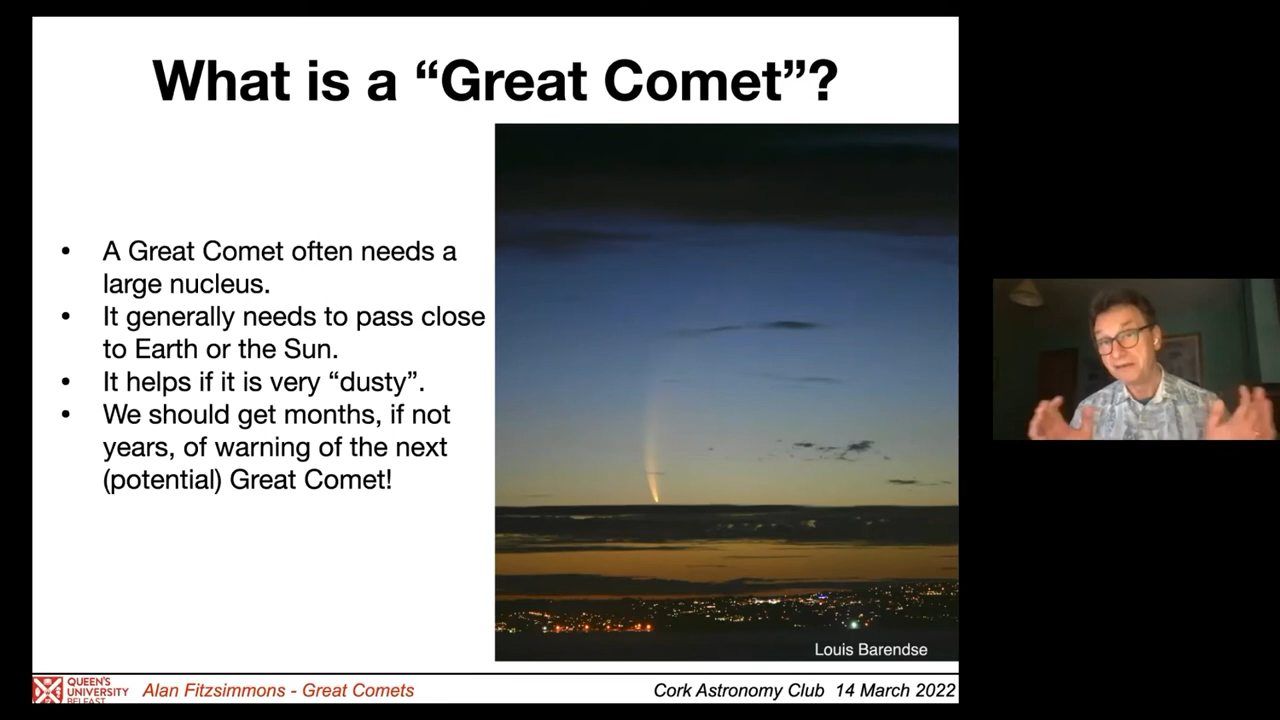 What is a “Great Comet”?
• A Great Comet often needs a
large nucleus.
• It generally needs to pass close
to Earth or the Sun.
• It helps if it is very “dusty”.
• We should get months, if not
years, of warning of the next
(potential) Great Comet!
Louis Barendse
QUEEN'S
UNIVERSITY
BELFAST
Alan Fitzsimmons - Great Comets
Cork Astronomy Club 14 March 2022